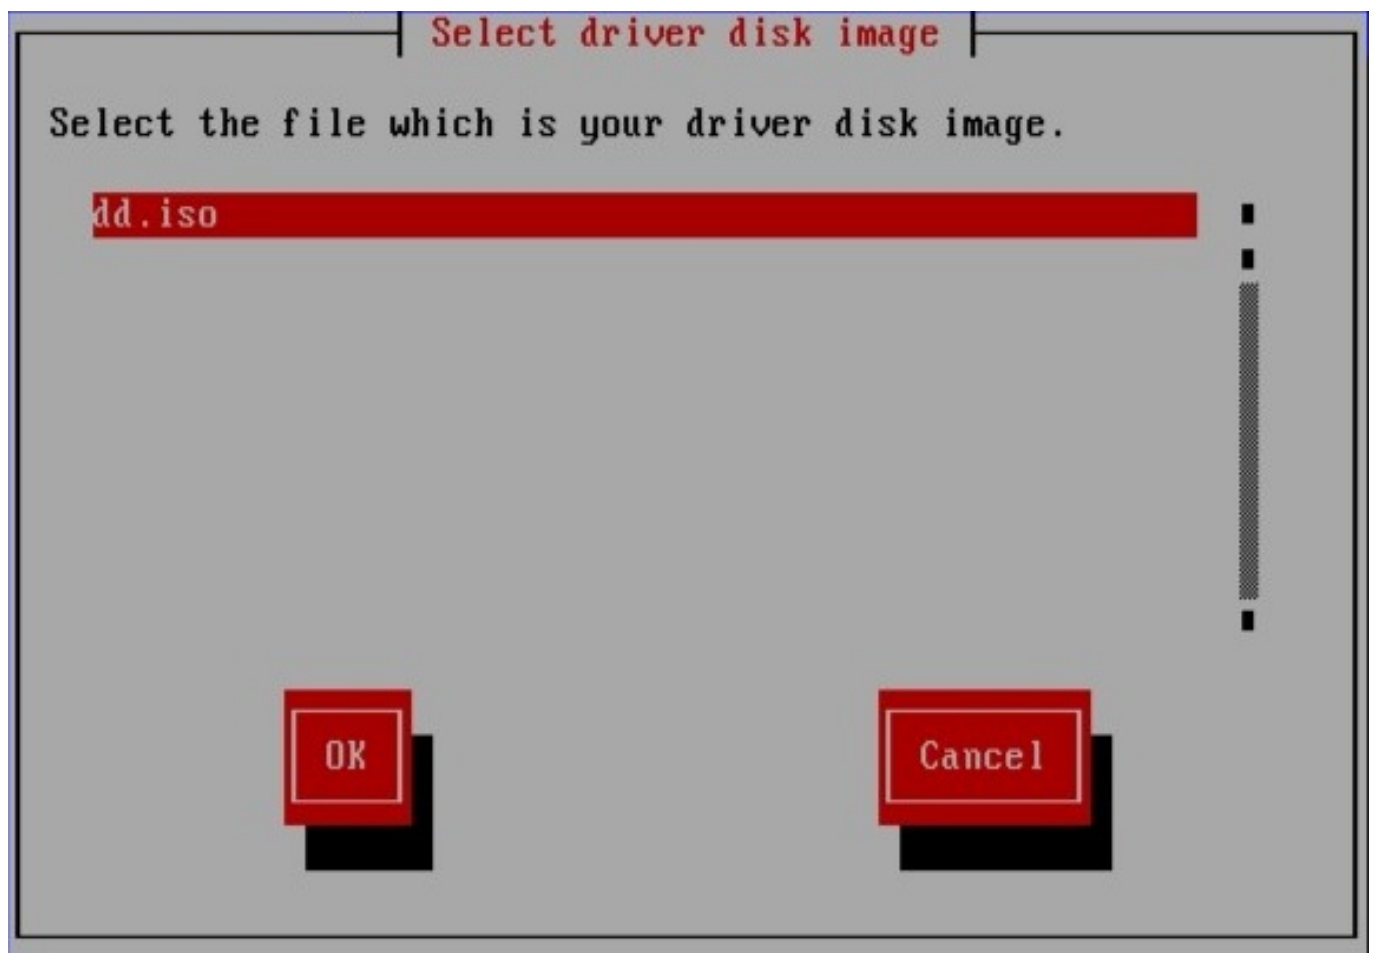 Select driver disk image
Select the file which is your driver disk image.
dd.iso
OK
Cancel